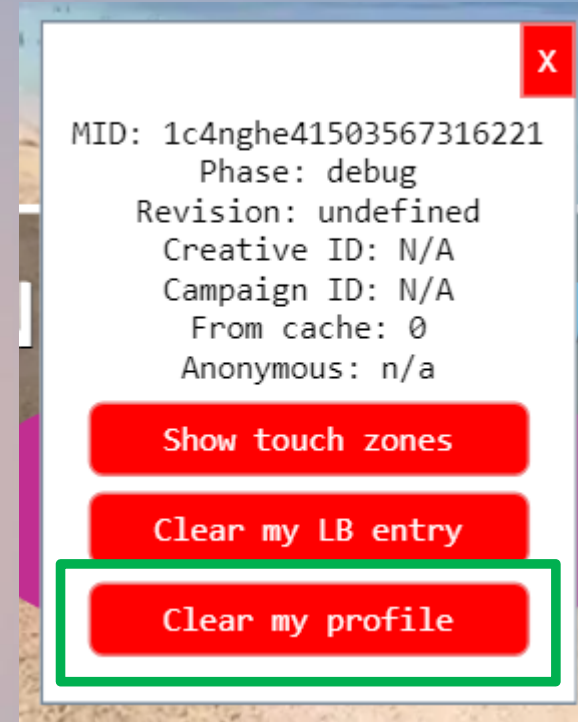 X
MID: 1c4nghe41503567316221
Phase: debug
Revision: undefined
Creative ID: N/A
Campaign ID: N/A
From cache: 0
Anonymous: n/a
Show touch zones
Clear my LB entry
Clear my profile